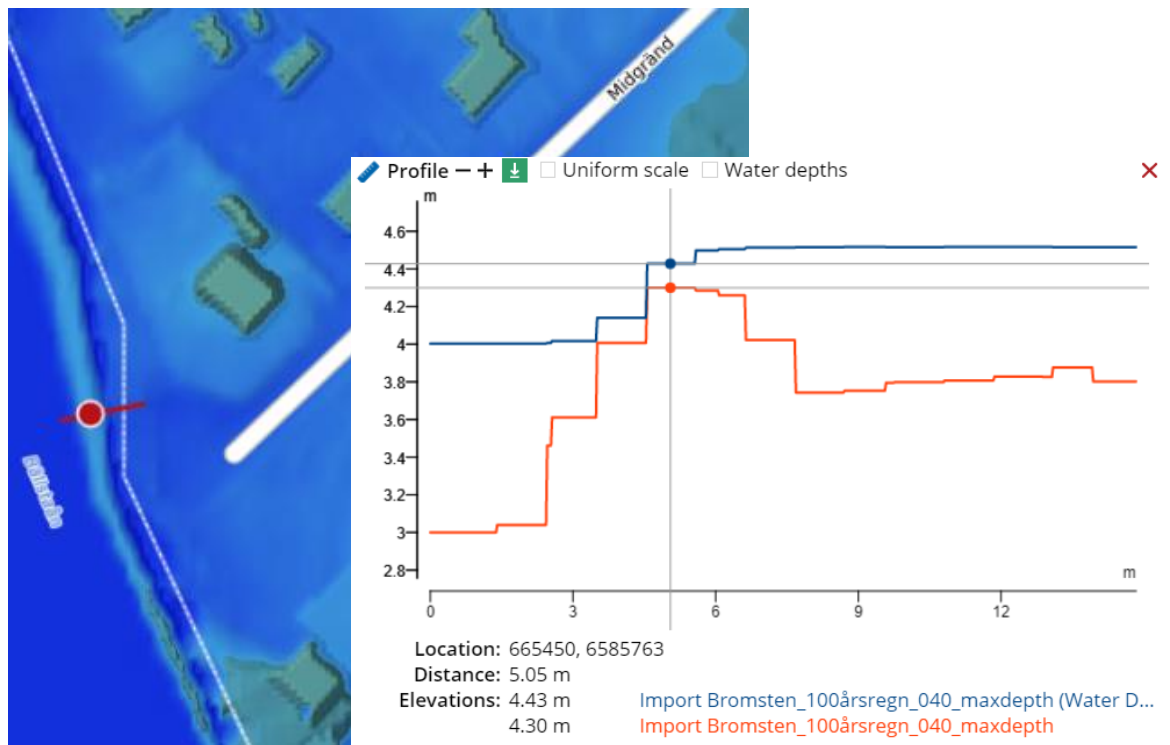 Midgränd
Bällstaån
Profile − + Uniform scale Water depths
m
4.6
4.4
4.2
4
3.8
3.6
3.4
3.2
3
2.8
m
0 3 6 9 12
Location: 665450, 6585763
Distance: 5.05 m
Elevations: 4.43 m Import Bromsten_100årsregn_040_maxdepth (Water D...
4.30 m Import Bromsten_100årsregn_040_maxdepth